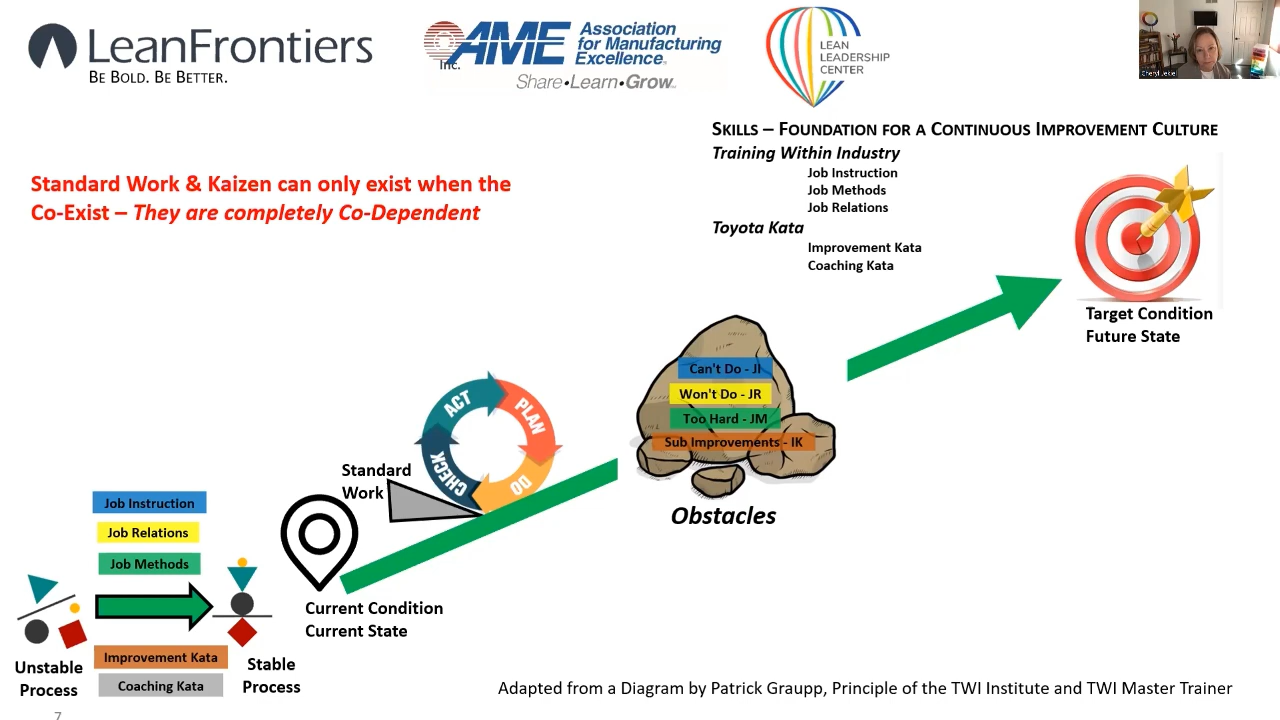 LeanFrontiers
BE BOLD. BE BETTER.
AME
Inc.
Association
for Manufacturing
Excellence®
Share•Learn•Grow
LEAN
LEADERSHIP
CENTER
SKILLS – FOUNDATION FOR A CONTINUOUS IMPROVEMENT CULTURE
Training Within Industry
Job Instruction
Job Methods
Job Relations
Toyota Kata
Improvement Kata
Coaching Kata
Standard Work & Kaizen can only exist when the
Co-Exist – They are completely Co-Dependent
Target Condition
Future State
Can't Do - JI
Won't Do - JR
Too Hard - JM
Sub Improvements - IK
Obstacles
ACT
PLAN
CHECK
DO
Standard
Work
Job Instruction
Job Relations
Job Methods
Current Condition
Current State
Improvement Kata
Coaching Kata
Unstable
Process
Stable
Process
Adapted from a Diagram by Patrick Graupp, Principle of the TWI Institute and TWI Master Trainer
7